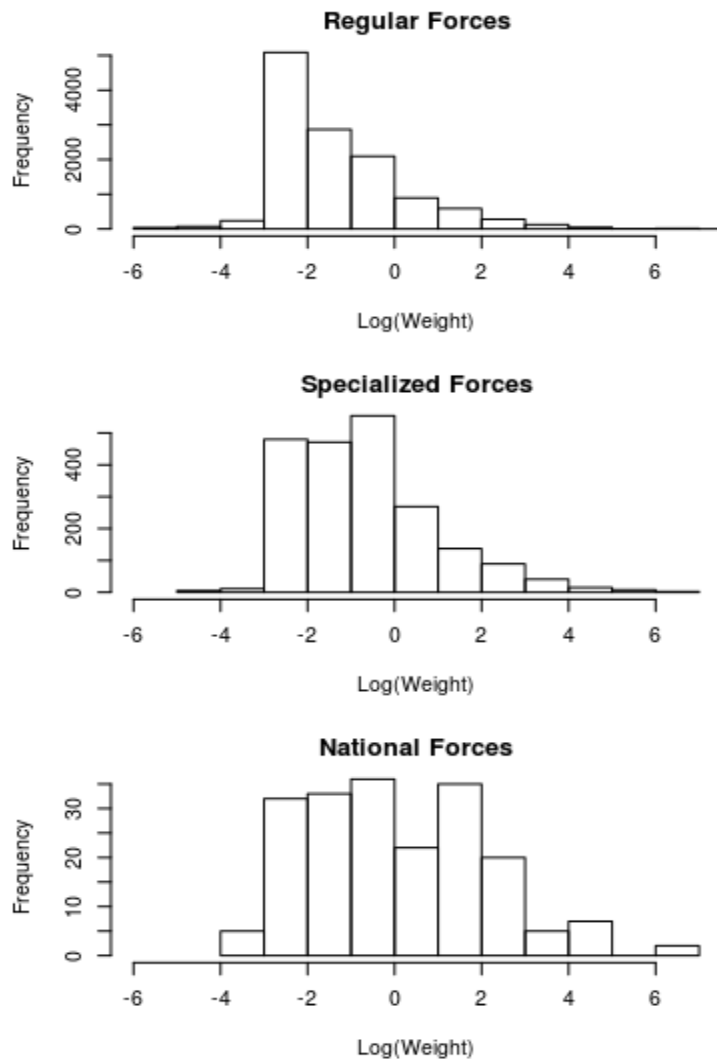 Regular Forces
Frequency
0 2000 4000
-6 -4 -2 0 2 4 6
Log(Weight)
Specialized Forces
Frequency
0 200 400
-6 -4 -2 0 2 4 6
Log(Weight)
National Forces
Frequency
0 10 20 30
-6 -4 -2 0 2 4 6
Log(Weight)